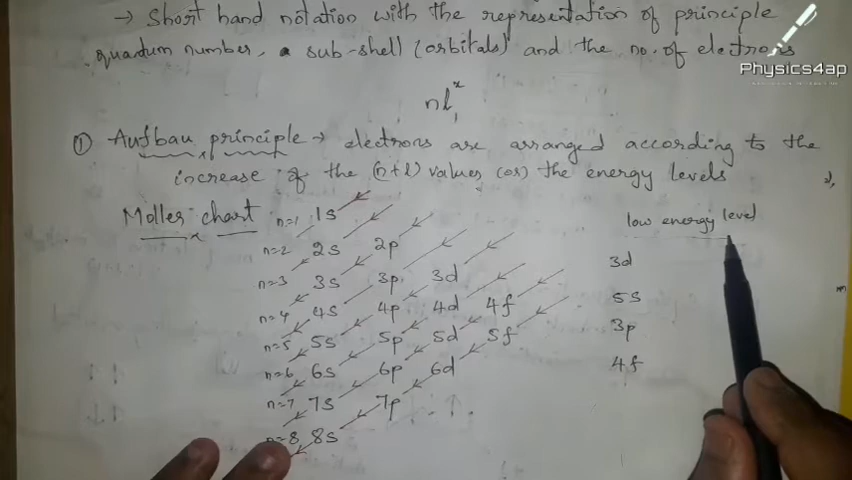 → Short hand notation with the representation of principle
quantum number, sub-shell (orbitals) and the no. of electrons
Physics4ap
nlˣ
① Aufbau principle → electrons are arranged according to the
increase of the (n+l) values (or) the energy levels
Moller chart
low energy level
n=1 1s
n=2 2s 2p
n=3 3s 3p 3d
n=4 4s 4p 4d 4f
n=5 5s 5p 5d 5f
n=6 6s 6p 6d
n=7 7s 7p
n=8 8s
3d
5s
3p
4f